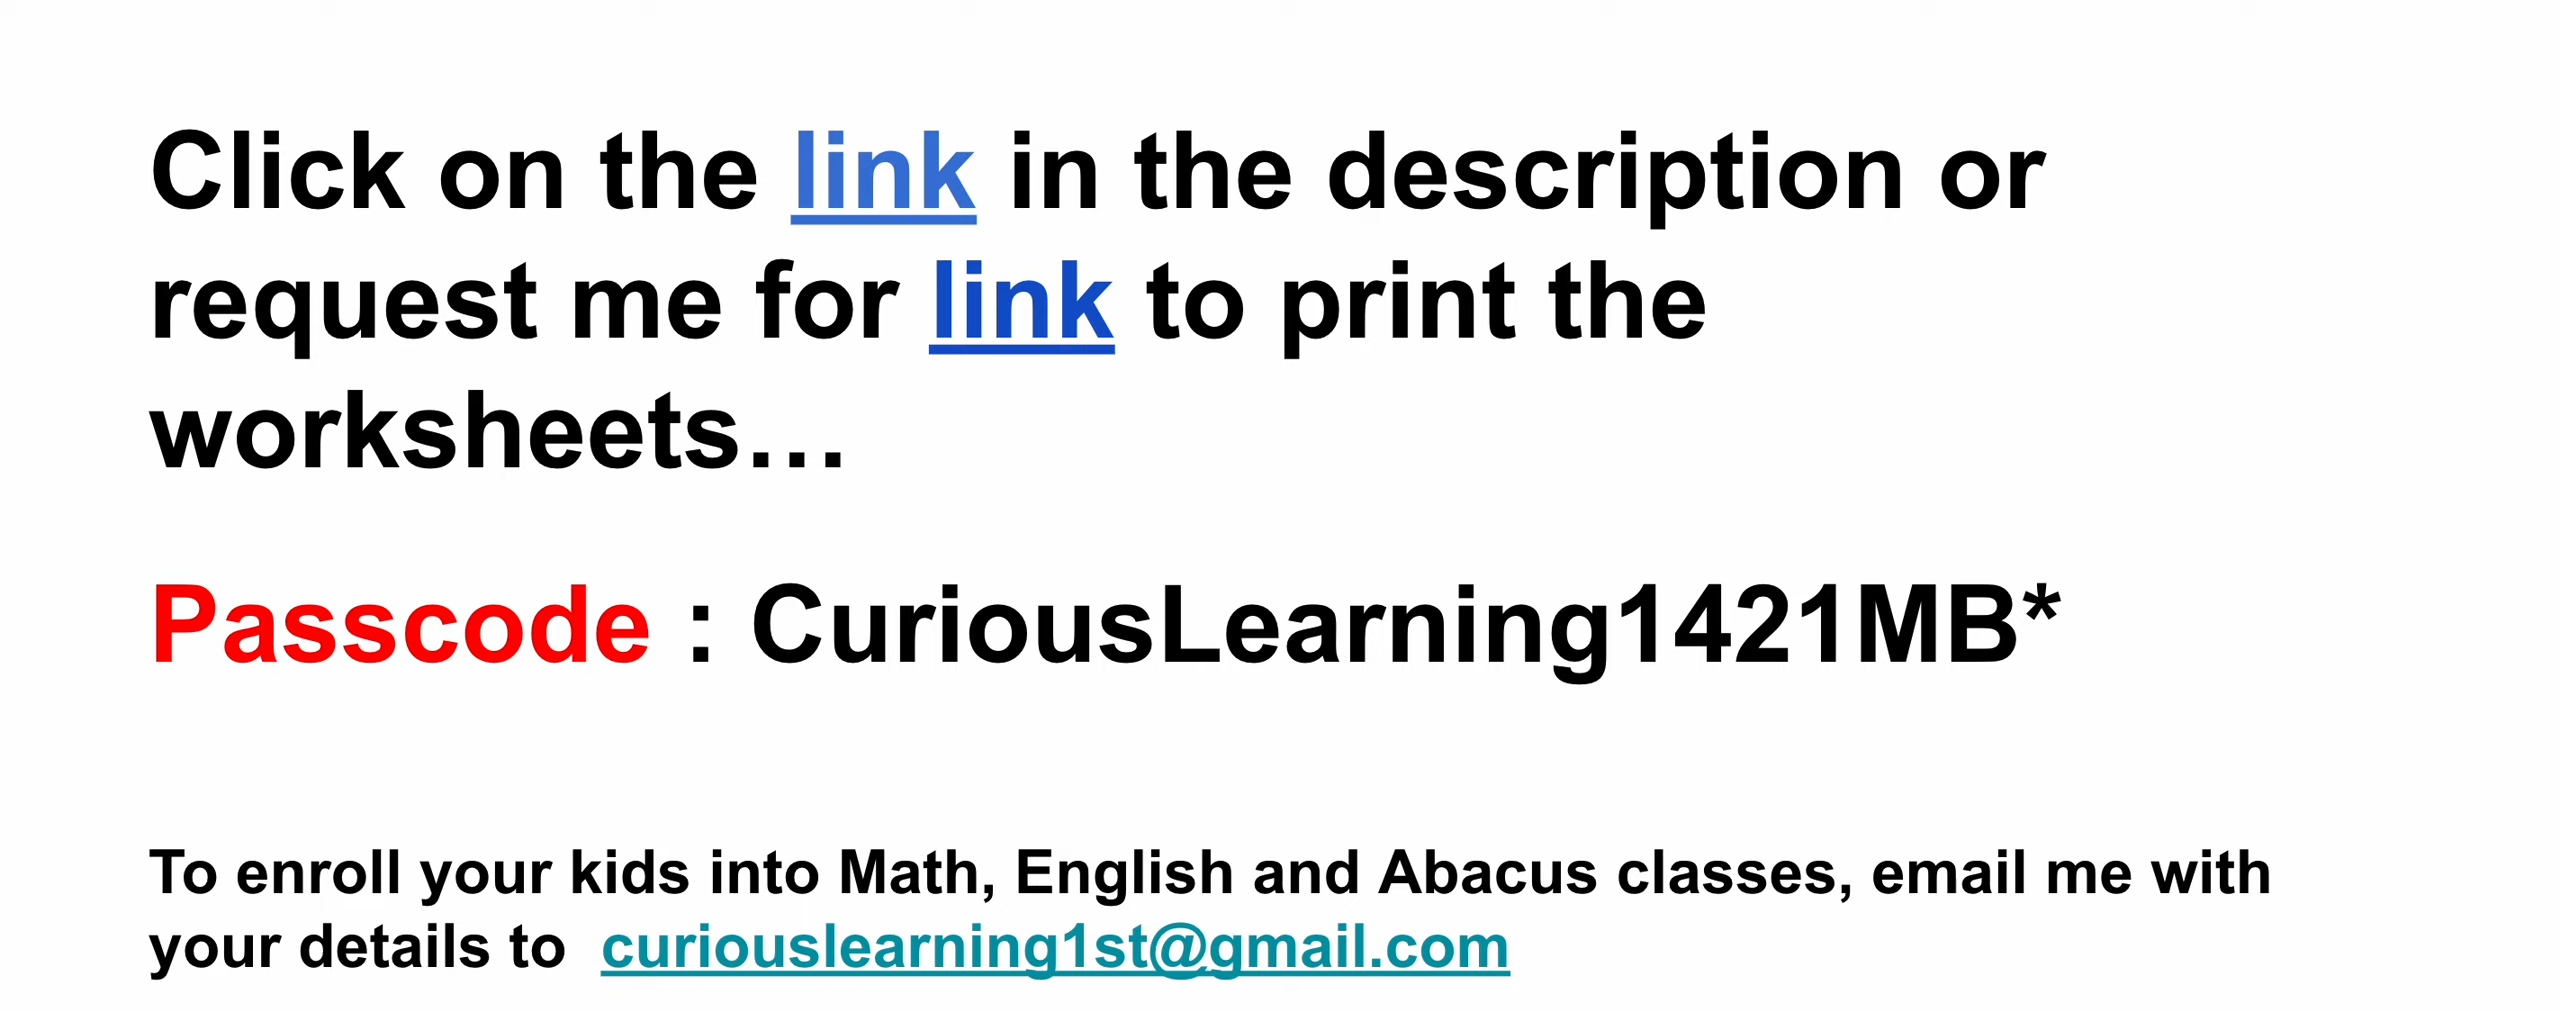 Click on the link in the description or
request me for link to print the
worksheets…
Passcode : CuriousLearning1421MB*
To enroll your kids into Math, English and Abacus classes, email me with
your details to  curiouslearning1st@gmail.com